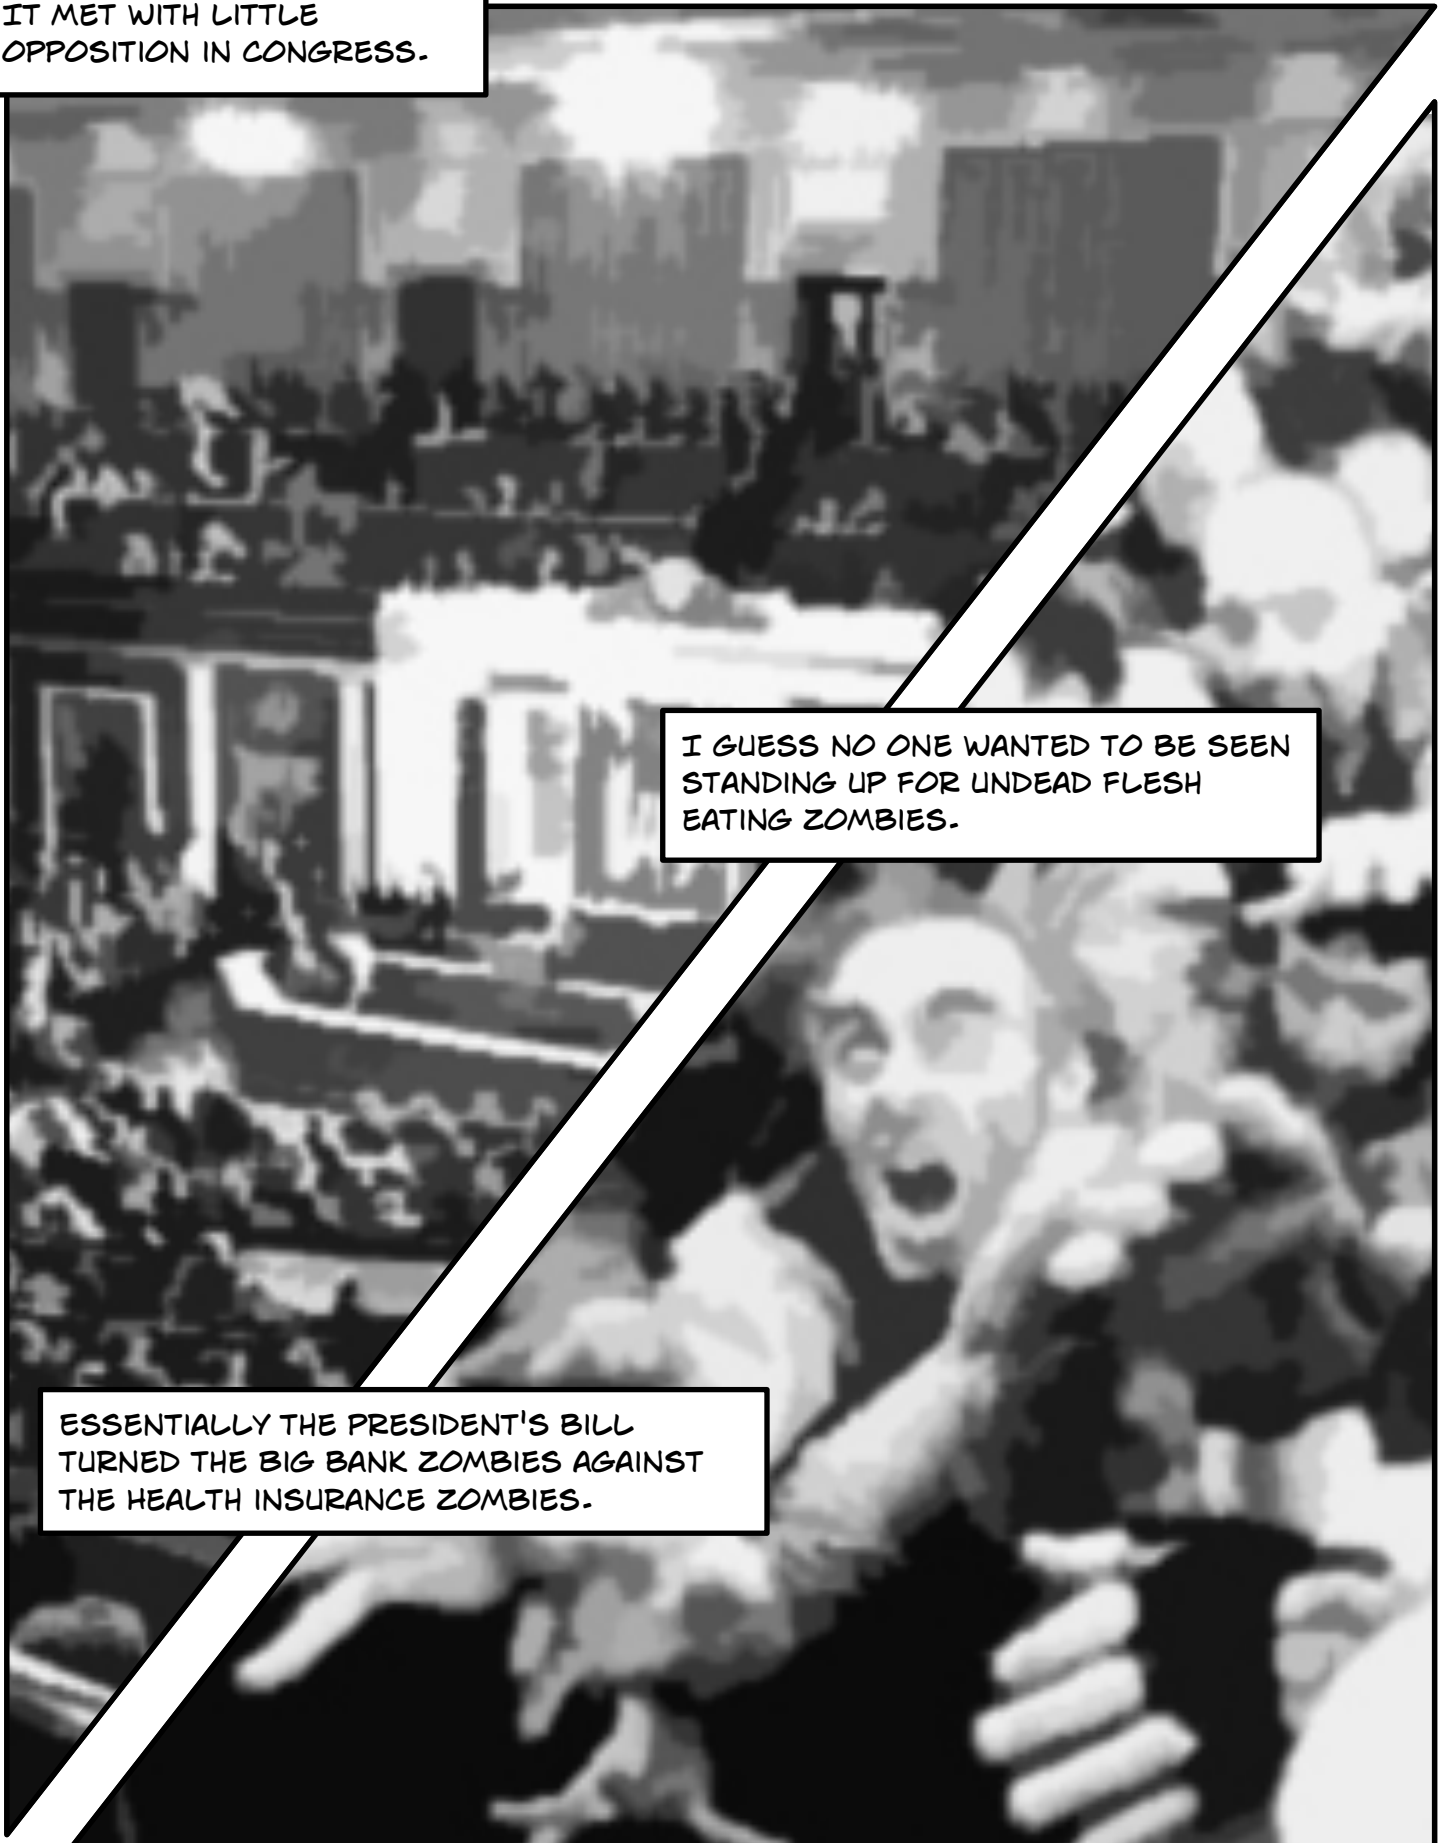 IT MET WITH LITTLE
OPPOSITION IN CONGRESS.
I GUESS NO ONE WANTED TO BE SEEN
STANDING UP FOR UNDEAD FLESH
EATING ZOMBIES.
ESSENTIALLY THE PRESIDENT'S BILL
TURNED THE BIG BANK ZOMBIES AGAINST
THE HEALTH INSURANCE ZOMBIES.